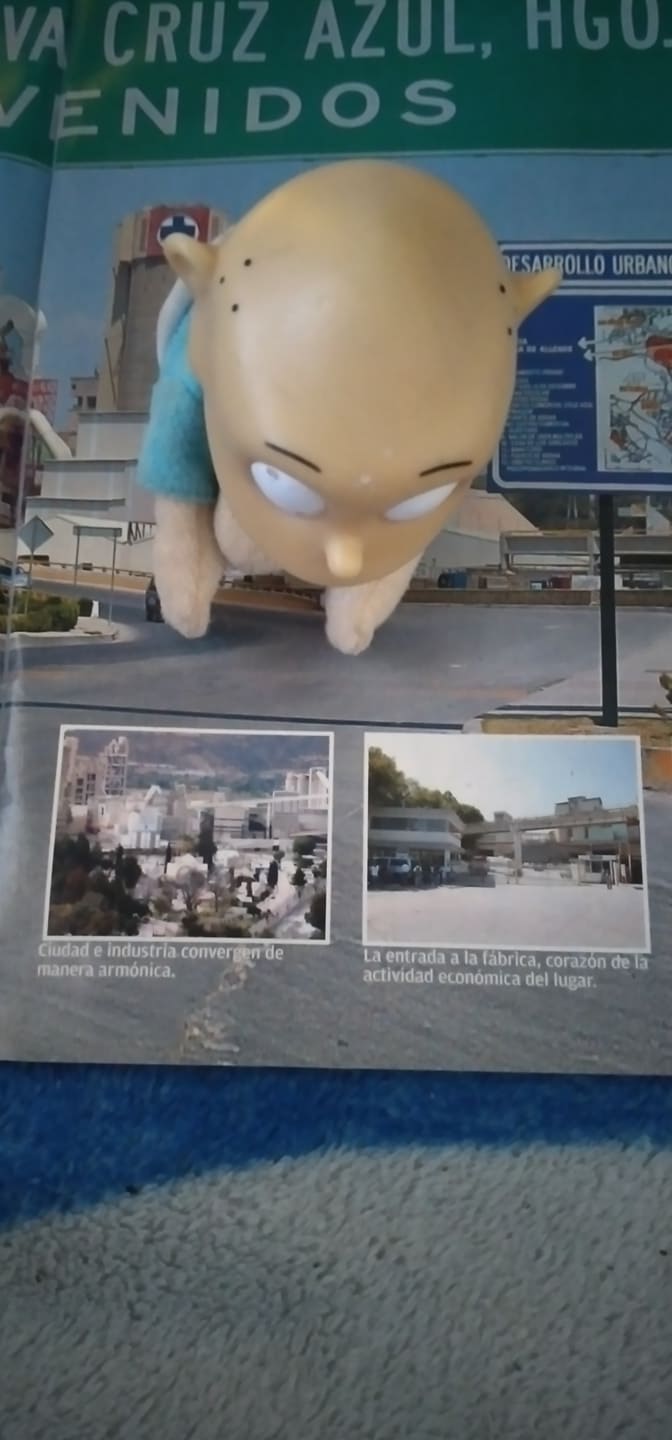 VA CRUZ AZUL, HGO.
VENIDOS
DESARROLLO URBANO
Ciudad e industria convergen de
manera armónica.
La entrada a la fábrica, corazón de la
actividad económica del lugar.